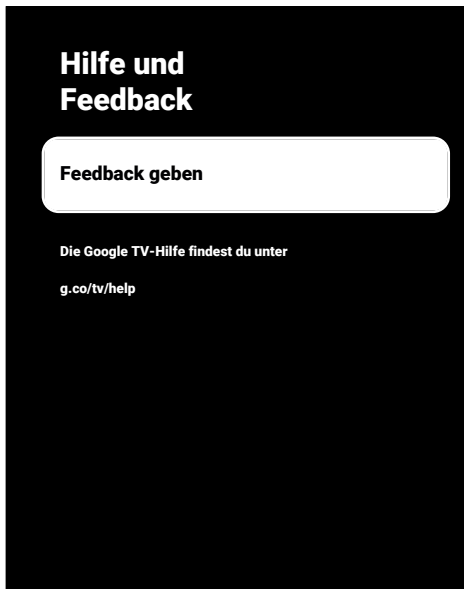 Hilfe und
Feedback
Feedback geben
Die Google TV-Hilfe findest du unter
g.co/tv/help